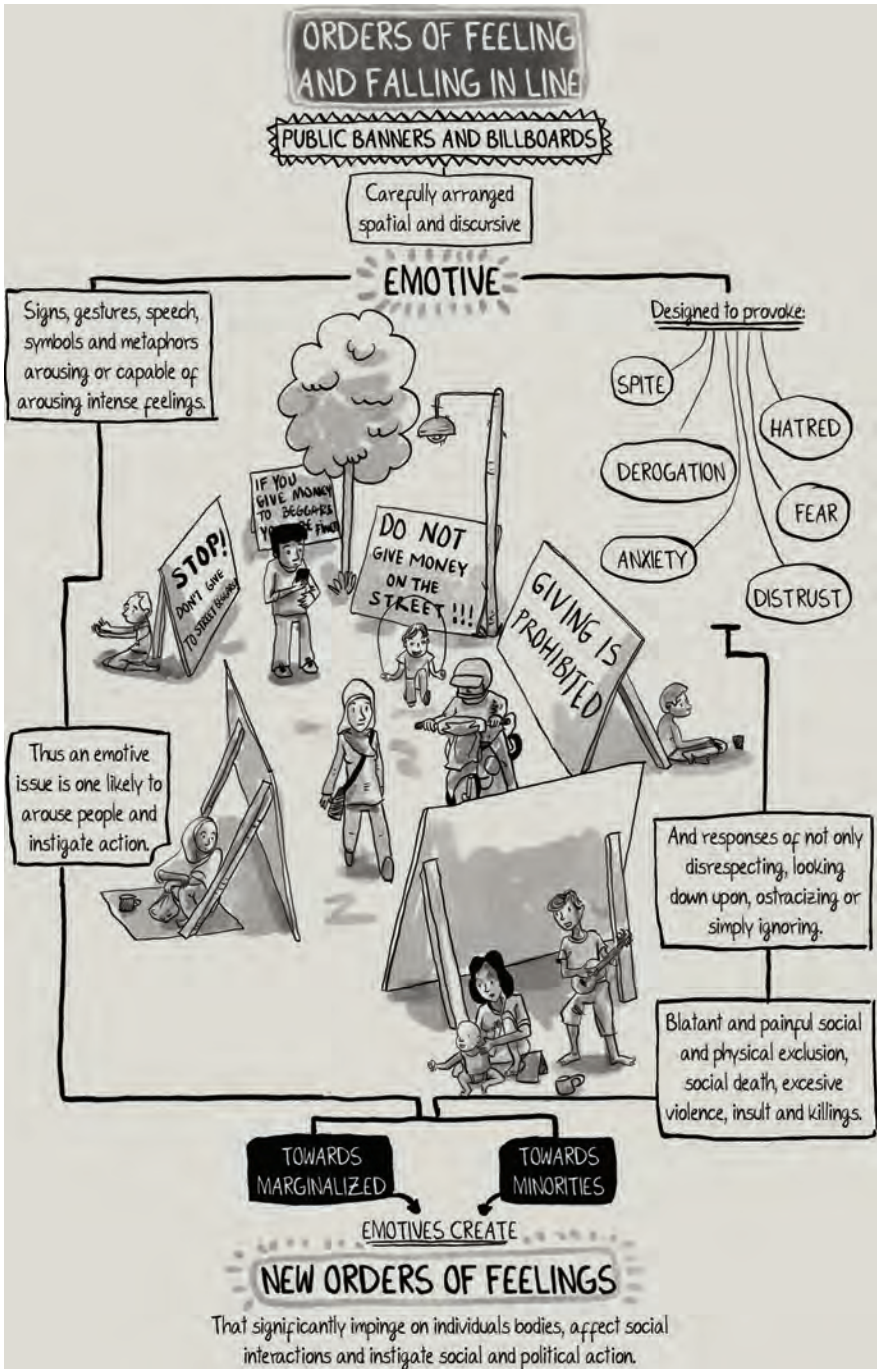 ORDERS OF FEELING
AND FALLING IN LINE
PUBLIC BANNERS AND BILLBOARDS
Carefully arranged
spatial and discursive
EMOTIVE
Signs, gestures, speech,
symbols and metaphors
arousing or capable of
arousing intense feelings.
Designed to provoke:
SPITE
HATRED
DEROGATION
FEAR
ANXIETY
DISTRUST
IF YOU
GIVE MONEY
TO BEGGARS
BE
STOP!
DON'T GIVE
TO STREET BEGGARS
DO NOT
GIVE MONEY
ON THE
STREET !!!
GIVING IS
PROHIBITED
Thus an emotive
issue is one likely to
arouse people and
instigate action.
And responses of not only
disrespecting, looking
down upon, ostracizing or
simply ignoring.
Blatant and painful social
and physical exclusion,
social death, excesive
violence, insult and killings.
TOWARDS
MARGINALIZED
TOWARDS
MINORITIES
EMOTIVES CREATE
NEW ORDERS OF FEELINGS
That significantly impinge on individuals bodies, affect social
interactions and instigate social and political action.